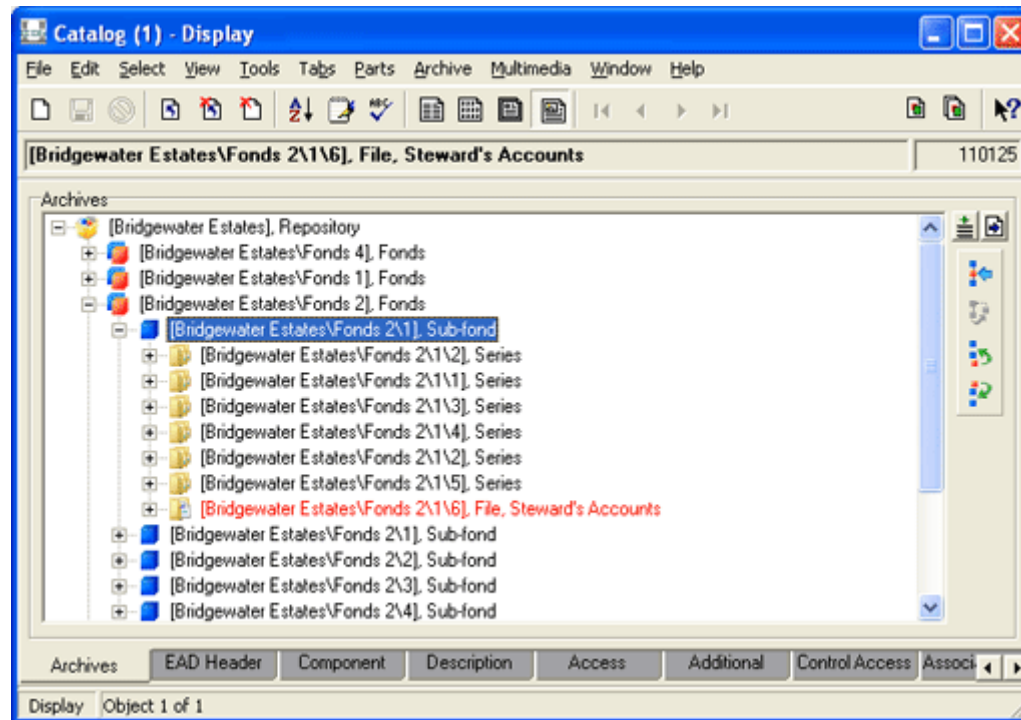 Catalog (1) - Display
File Edit Select View Tools Tabs Parts Archive Multimedia Window Help
[Bridgewater Estates\Fonds 2\1\6], File, Steward's Accounts 110125
Archives
[Bridgewater Estates], Repository
[Bridgewater Estates\Fonds 4], Fonds
[Bridgewater Estates\Fonds 1], Fonds
[Bridgewater Estates\Fonds 2], Fonds
[Bridgewater Estates\Fonds 2\1], Sub-fond
[Bridgewater Estates\Fonds 2\1\2], Series
[Bridgewater Estates\Fonds 2\1\1], Series
[Bridgewater Estates\Fonds 2\1\3], Series
[Bridgewater Estates\Fonds 2\1\4], Series
[Bridgewater Estates\Fonds 2\1\2], Series
[Bridgewater Estates\Fonds 2\1\5], Series
[Bridgewater Estates\Fonds 2\1\6], File, Steward's Accounts
[Bridgewater Estates\Fonds 2\1], Sub-fond
[Bridgewater Estates\Fonds 2\2], Sub-fond
[Bridgewater Estates\Fonds 2\3], Sub-fond
[Bridgewater Estates\Fonds 2\4], Sub-fond
Archives EAD Header Component Description Access Additional Control Access Associ
Display Object 1 of 1